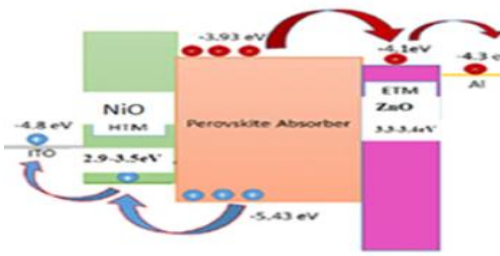 -3.93 eV
-4.1eV
-4.3 e
Al
NiO
HTM
-4.8 eV
ITO
2.9-3.5eV
Perovskite Absorber
ETM
ZnO
3.3-3.4eV
-5.43 eV